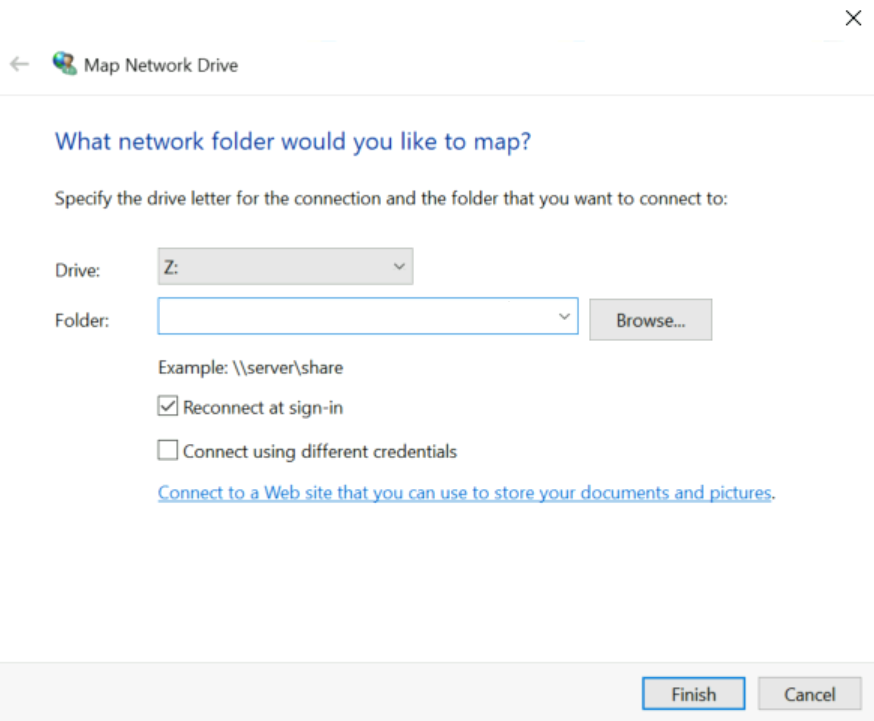 Map Network Drive
What network folder would you like to map?
Specify the drive letter for the connection and the folder that you want to connect to:
Drive: Z:
Folder: Browse...
Example: \\server\share
Reconnect at sign-in
Connect using different credentials
Connect to a Web site that you can use to store your documents and pictures.
Finish Cancel